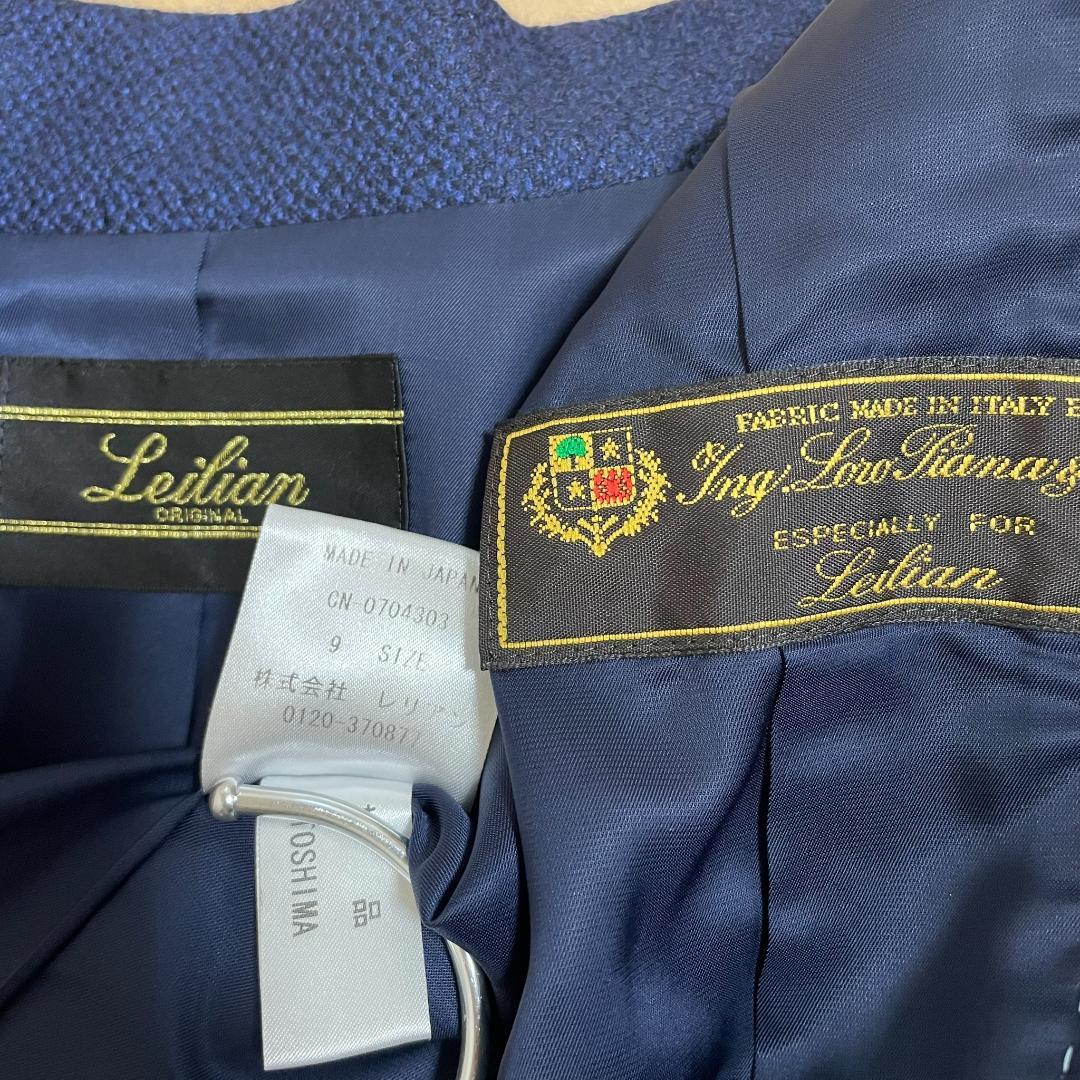 Leilian
ORIGINAL
MADE IN JAPAN
CN-0704303
9 SIZE
株式会社 レリアン
0120-370877
TOSHIMA
品
FABRIC MADE IN ITALY
Ing. Loro Piana &
ESPECIALLY FOR
Leilian